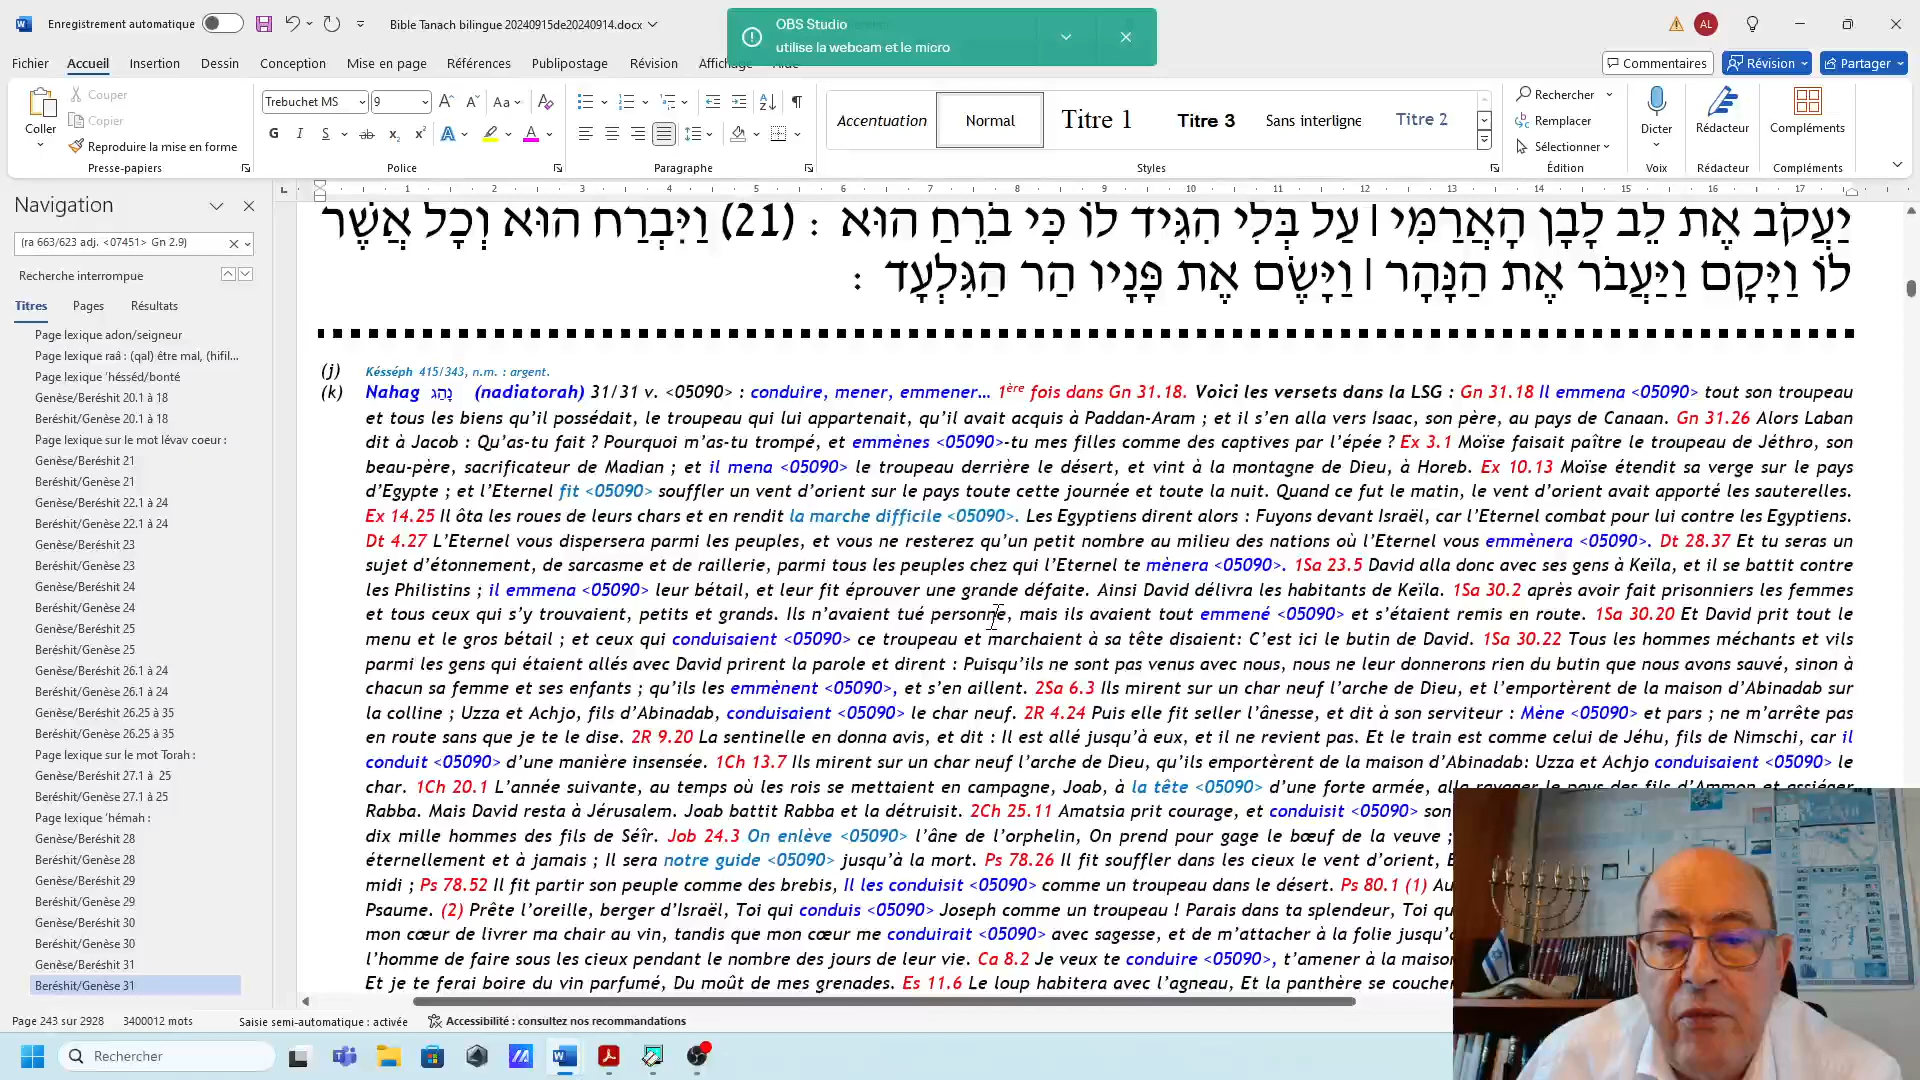 Enregistrement automatique
Bible Tanach bilingue 20240915de20240914.docx
OBS Studio
utilise la webcam et le micro
AL
Fichier Accueil Insertion Dessin Conception Mise en page Références Publipostage Révision Affichage Aide
Commentaires Révision Partager
Coller
Couper
Copier
Reproduire la mise en forme
Presse-papiers
Trebuchet MS 9
Police
Paragraphe
Accentuation Normal Titre 1 Titre 3 Sans interligne Titre 2
Styles
Rechercher
Remplacer
Sélectionner
Édition
Dicter
Voix
Rédacteur
Rédacteur
Compléments
Compléments
Navigation
(ra 663/623 adj. <07451> Gn 2.9)
Recherche interrompue
Titres Pages Résultats
Page lexique adon/seigneur
Page lexique raâ : (qal) être mal, (hifil...
Page lexique 'hésséd/bonté
Genèse/Beréshit 20.1 à 18
Genèse/Beréshit 20.1 à 18
Page lexique sur le mot lévav coeur :
Genèse/Beréshit 21
Genèse/Beréshit 21
Genèse/Beréshit 22.1 à 24
Genèse/Beréshit 22.1 à 24
Genèse/Beréshit 23
Genèse/Beréshit 23
Genèse/Beréshit 24
Genèse/Beréshit 24
Genèse/Beréshit 25
Genèse/Beréshit 25
Genèse/Beréshit 26.1 à 24
Genèse/Beréshit 26.1 à 24
Genèse/Beréshit 26.25 à 35
Genèse/Beréshit 26.25 à 35
Page lexique sur le mot Torah :
Genèse/Beréshit 27.1 à 25
Beréshit/Genèse 27.1 à 25
Page lexique 'hémah :
Beréshit/Genèse 28
Beréshit/Genèse 28
Beréshit/Genèse 29
Beréshit/Genèse 29
Beréshit/Genèse 30
Beréshit/Genèse 30
Beréshit/Genèse 31
Beréshit/Genèse 31
1 2 3 4 5 6 7 8 9 10 11 12 13 14 15 16 17
יַעֲקֹב אֶת לֵב לָבָן הָאֲרַמִּי ׀ עַל בְּלִי הִגִּיד לוֹ כִּי בֹרֵחַ הוּא : (21) וַיִּבְרַח הוּא וְכָל אֲשֶׁר
לוֹ וַיָּקָם וַיַּעֲבֹר אֶת הַנָּהָר ׀ וַיָּשֶׂם אֶת פָּנָיו הַר הַגִּלְעָד :
(j) Késséph 415/343, n.m. : argent.
(k) Nahag נָהַג (nadiatorah) 31/31 v. <05090> : conduire, mener, emmener… 1ère fois dans Gn 31.18. Voici les versets dans la LSG : Gn 31.18 Il emmena <05090> tout son troupeau
et tous les biens qu'il possédait, le troupeau qui lui appartenait, qu'il avait acquis à Paddan-Aram ; et il s'en alla vers Isaac, son père, au pays de Canaan. Gn 31.26 Alors Laban
dit à Jacob : Qu'as-tu fait ? Pourquoi m'as-tu trompé, et emmènes <05090>-tu mes filles comme des captives par l'épée ? Ex 3.1 Moïse faisait paître le troupeau de Jéthro, son
beau-père, sacrificateur de Madian ; et il mena <05090> le troupeau derrière le désert, et vint à la montagne de Dieu, à Horeb. Ex 10.13 Moïse étendit sa verge sur le pays
d'Egypte ; et l'Eternel fit <05090> souffler un vent d'orient sur le pays toute cette journée et toute la nuit. Quand ce fut le matin, le vent d'orient avait apporté les sauterelles.
Ex 14.25 Il ôta les roues de leurs chars et en rendit la marche difficile <05090>. Les Egyptiens dirent alors : Fuyons devant Israël, car l'Eternel combat pour lui contre les Egyptiens.
Dt 4.27 L'Eternel vous dispersera parmi les peuples, et vous ne resterez qu'un petit nombre au milieu des nations où l'Eternel vous emmènera <05090>. Dt 28.37 Et tu seras un
sujet d'étonnement, de sarcasme et de raillerie, parmi tous les peuples chez qui l'Eternel te mènera <05090>. 1Sa 23.5 David alla donc avec ses gens à Keïla, et il se battit contre
les Philistins ; il emmena <05090> leur bétail, et leur fit éprouver une grande défaite. Ainsi David délivra les habitants de Keïla. 1Sa 30.2 après avoir fait prisonniers les femmes
et tous ceux qui s'y trouvaient, petits et grands. Ils n'avaient tué personne, mais ils avaient tout emmené <05090> et s'étaient remis en route. 1Sa 30.20 Et David prit tout le
menu et le gros bétail ; et ceux qui conduisaient <05090> ce troupeau et marchaient à sa tête disaient: C'est ici le butin de David. 1Sa 30.22 Tous les hommes méchants et vils
parmi les gens qui étaient allés avec David prirent la parole et dirent : Puisqu'ils ne sont pas venus avec nous, nous ne leur donnerons rien du butin que nous avons sauvé, sinon à
chacun sa femme et ses enfants ; qu'ils les emmènent <05090>, et s'en aillent. 2Sa 6.3 Ils mirent sur un char neuf l'arche de Dieu, et l'emportèrent de la maison d'Abinadab sur
la colline ; Uzza et Achjo, fils d'Abinadab, conduisaient <05090> le char neuf. 2R 4.24 Puis elle fit seller l'ânesse, et dit à son serviteur : Mène <05090> et pars ; ne m'arrête pas
en route sans que je te le dise. 2R 9.20 La sentinelle en donna avis, et dit : Il est allé jusqu'à eux, et il ne revient pas. Et le train est comme celui de Jéhu, fils de Nimschi, car il
conduit <05090> d'une manière insensée. 1Ch 13.7 Ils mirent sur un char neuf l'arche de Dieu, qu'ils emportèrent de la maison d'Abinadab: Uzza et Achjo conduisaient <05090> le
char. 1Ch 20.1 L'année suivante, au temps où les rois se mettaient en campagne, Joab, à la tête <05090> d'une forte armée, alla ravager le pays des fils d'Ammon et assiéger
Rabba. Mais David resta à Jérusalem. Joab battit Rabba et la détruisit. 2Ch 25.11 Amatsia prit courage, et conduisit <05090> son
dix mille hommes des fils de Séïr. Job 24.3 On enlève <05090> l'âne de l'orphelin, On prend pour gage le bœuf de la veuve ;
éternellement et à jamais ; Il sera notre guide <05090> jusqu'à la mort. Ps 78.26 Il fit souffler dans les cieux le vent d'orient, E
midi ; Ps 78.52 Il fit partir son peuple comme des brebis, Il les conduisit <05090> comme un troupeau dans le désert. Ps 80.1 (1) Au
Psaume. (2) Prête l'oreille, berger d'Israël, Toi qui conduis <05090> Joseph comme un troupeau ! Parais dans ta splendeur, Toi qu
mon cœur de livrer ma chair au vin, tandis que mon cœur me conduirait <05090> avec sagesse, et de m'attacher à la folie jusqu'
l'homme de faire sous les cieux pendant le nombre des jours de leur vie. Ca 8.2 Je veux te conduire <05090>, t'amener à la maison
Et je te ferai boire du vin parfumé, Du moût de mes grenades. Es 11.6 Le loup habitera avec l'agneau, Et la panthère se coucher
Page 243 sur 2928 3400012 mots Saisie semi-automatique : activée Accessibilité : consultez nos recommandations
Rechercher